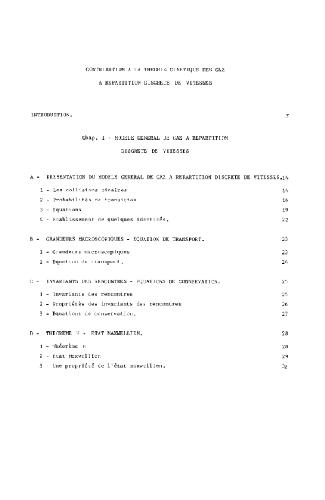 CONTRIBUTION A LA THEORIE CINETIQUE DES GAZ
A REPARTITION DISCRETE DE VITESSES
INTRODUCTION. 7
Chap. I - MODELE GENERAL DE GAZ A REPARTITION
DISCRETE DE VITESSES
A - PRESENTATION DU MODELE GENERAL DE GAZ A REPARTITION DISCRETE DE VITESSES. 14
1 - Les collisions binaires 14
2 - Probabilités de transition 16
3 - Equations 19
4 - Etablissement de quelques identités. 22
B - GRANDEURS MACROSCOPIQUES - EQUATION DE TRANSPORT. 23
1 - Grandeurs macroscopiques 23
2 - Equation de transport. 24
C - INVARIANTS DES RENCONTRES - EQUATIONS DE CONSERVATION. 25
1 - Invariants des rencontres 25
2 - Propriétés des invariants des rencontres 26
3 - Equations de conservation. 27
D - THEOREME H - ETAT MAXWELLIEN. 28
1 - Théorème H 28
2 - Etat Maxwellien 29
3 - Une propriété de l'état maxwellien. 32